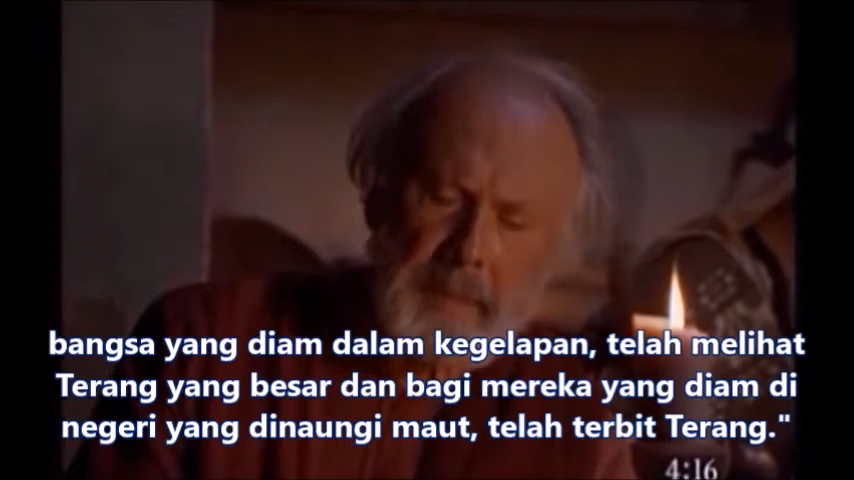 bangsa yang diam dalam kegelapan, telah melihat
Terang yang besar dan bagi mereka yang diam di
negeri yang dinaungi maut, telah terbit Terang."
4:16